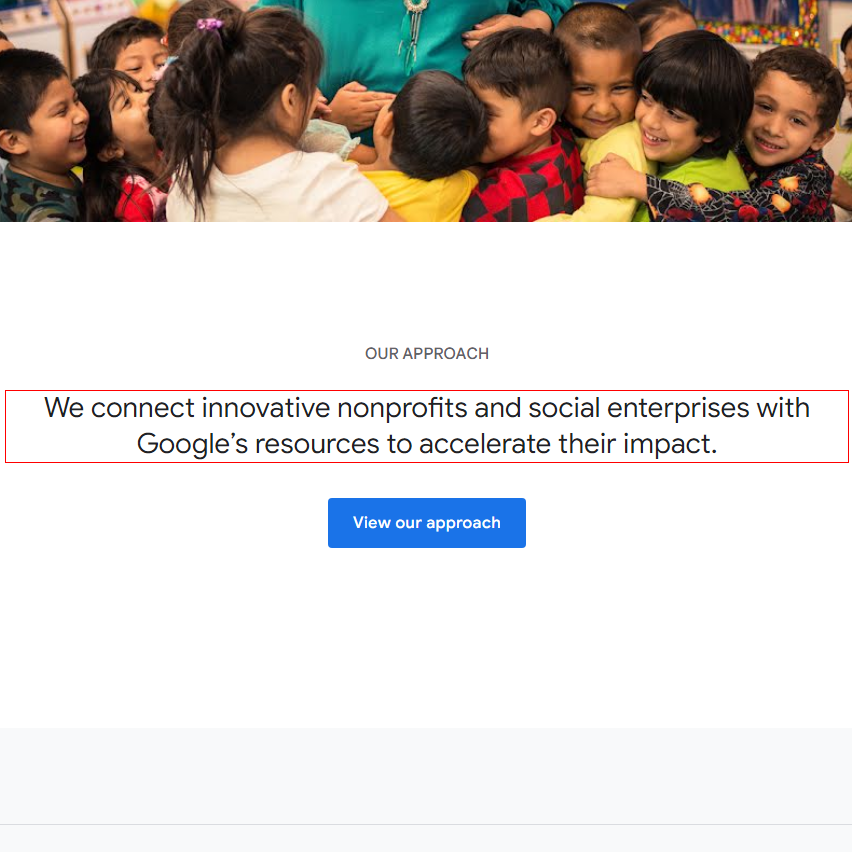 OUR APPROACH
We connect innovative nonprofits and social enterprises with
Google’s resources to accelerate their impact.
View our approach